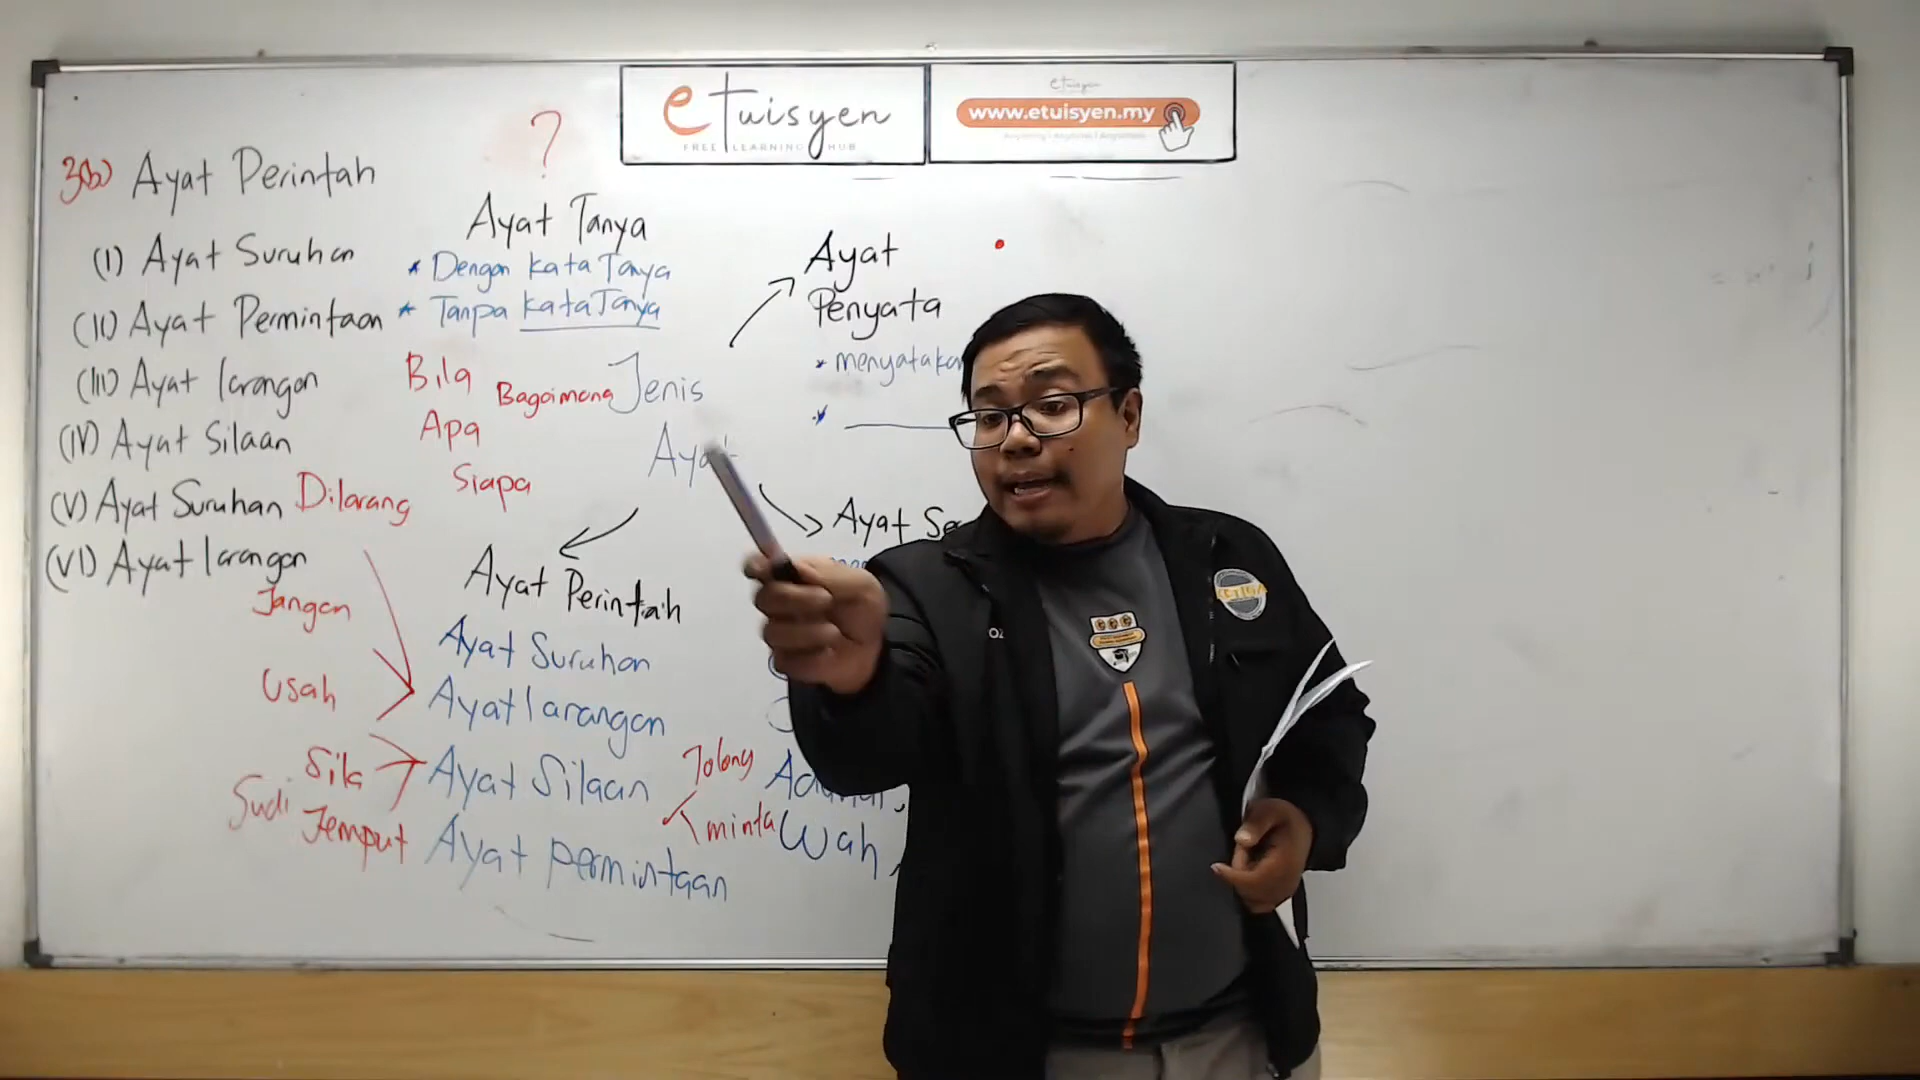 etuisyen
FREE LEARNING HUB
etuisyen
www.etuisyen.my
3(b) Ayat Perintah
(I) Ayat Suruhan
(II) Ayat Permintaan
(III) Ayat larangan
(IV) Ayat Silaan
(V) Ayat Suruhan
(VI) Ayat larangan
Dilarang
Jangan
Usah
Sila
Sudi
Jemput
?
Ayat Tanya
* Dengan kata Tanya
* Tanpa kata Tanya
Bila
Bagaimana
Apa
Siapa
Jenis
Ayat
Ayat
Penyata
* menyatakan
Ayat Perintah
Ayat Suruhan
Ayat larangan
Ayat Silaan
Ayat permintaan
Tolong
minta
Ayat
Wah,